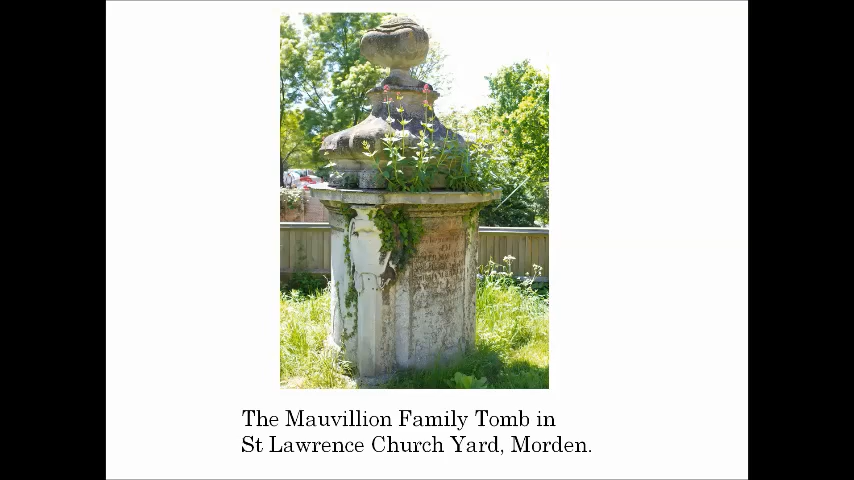 The Mauvillion Family Tomb in
St Lawrence Church Yard, Morden.